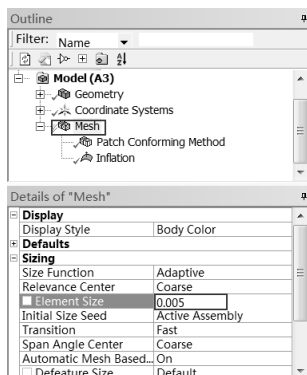 Outline
Filter: Name
Model (A3)
Geometry
Coordinate Systems
Mesh
Patch Conforming Method
Inflation
Details of "Mesh"
Display
Display Style Body Color
Defaults
Sizing
Size Function Adaptive
Relevance Center Coarse
Element Size 0.005
Initial Size Seed Active Assembly
Transition Fast
Span Angle Center Coarse
Automatic Mesh Based... On
Defeature Size Default